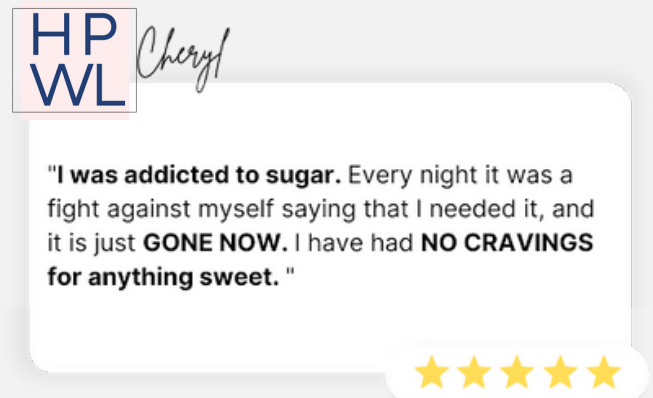 HP
WL
Cheryl
"I was addicted to sugar. Every night it was a
fight against myself saying that I needed it, and
it is just GONE NOW. I have had NO CRAVINGS
for anything sweet. "